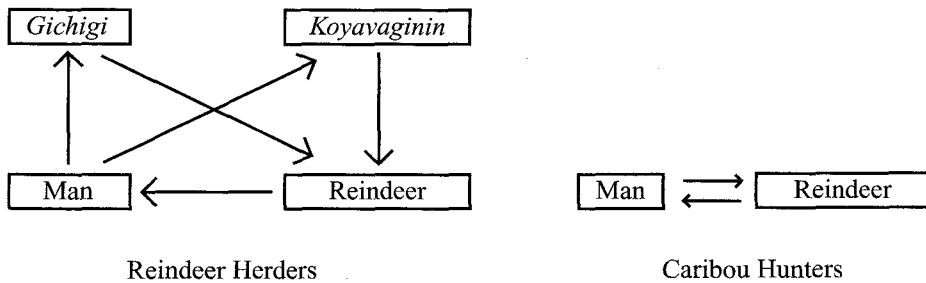 Gichigi Koyavaginin
Man Reindeer Man Reindeer
Reindeer Herders Caribou Hunters